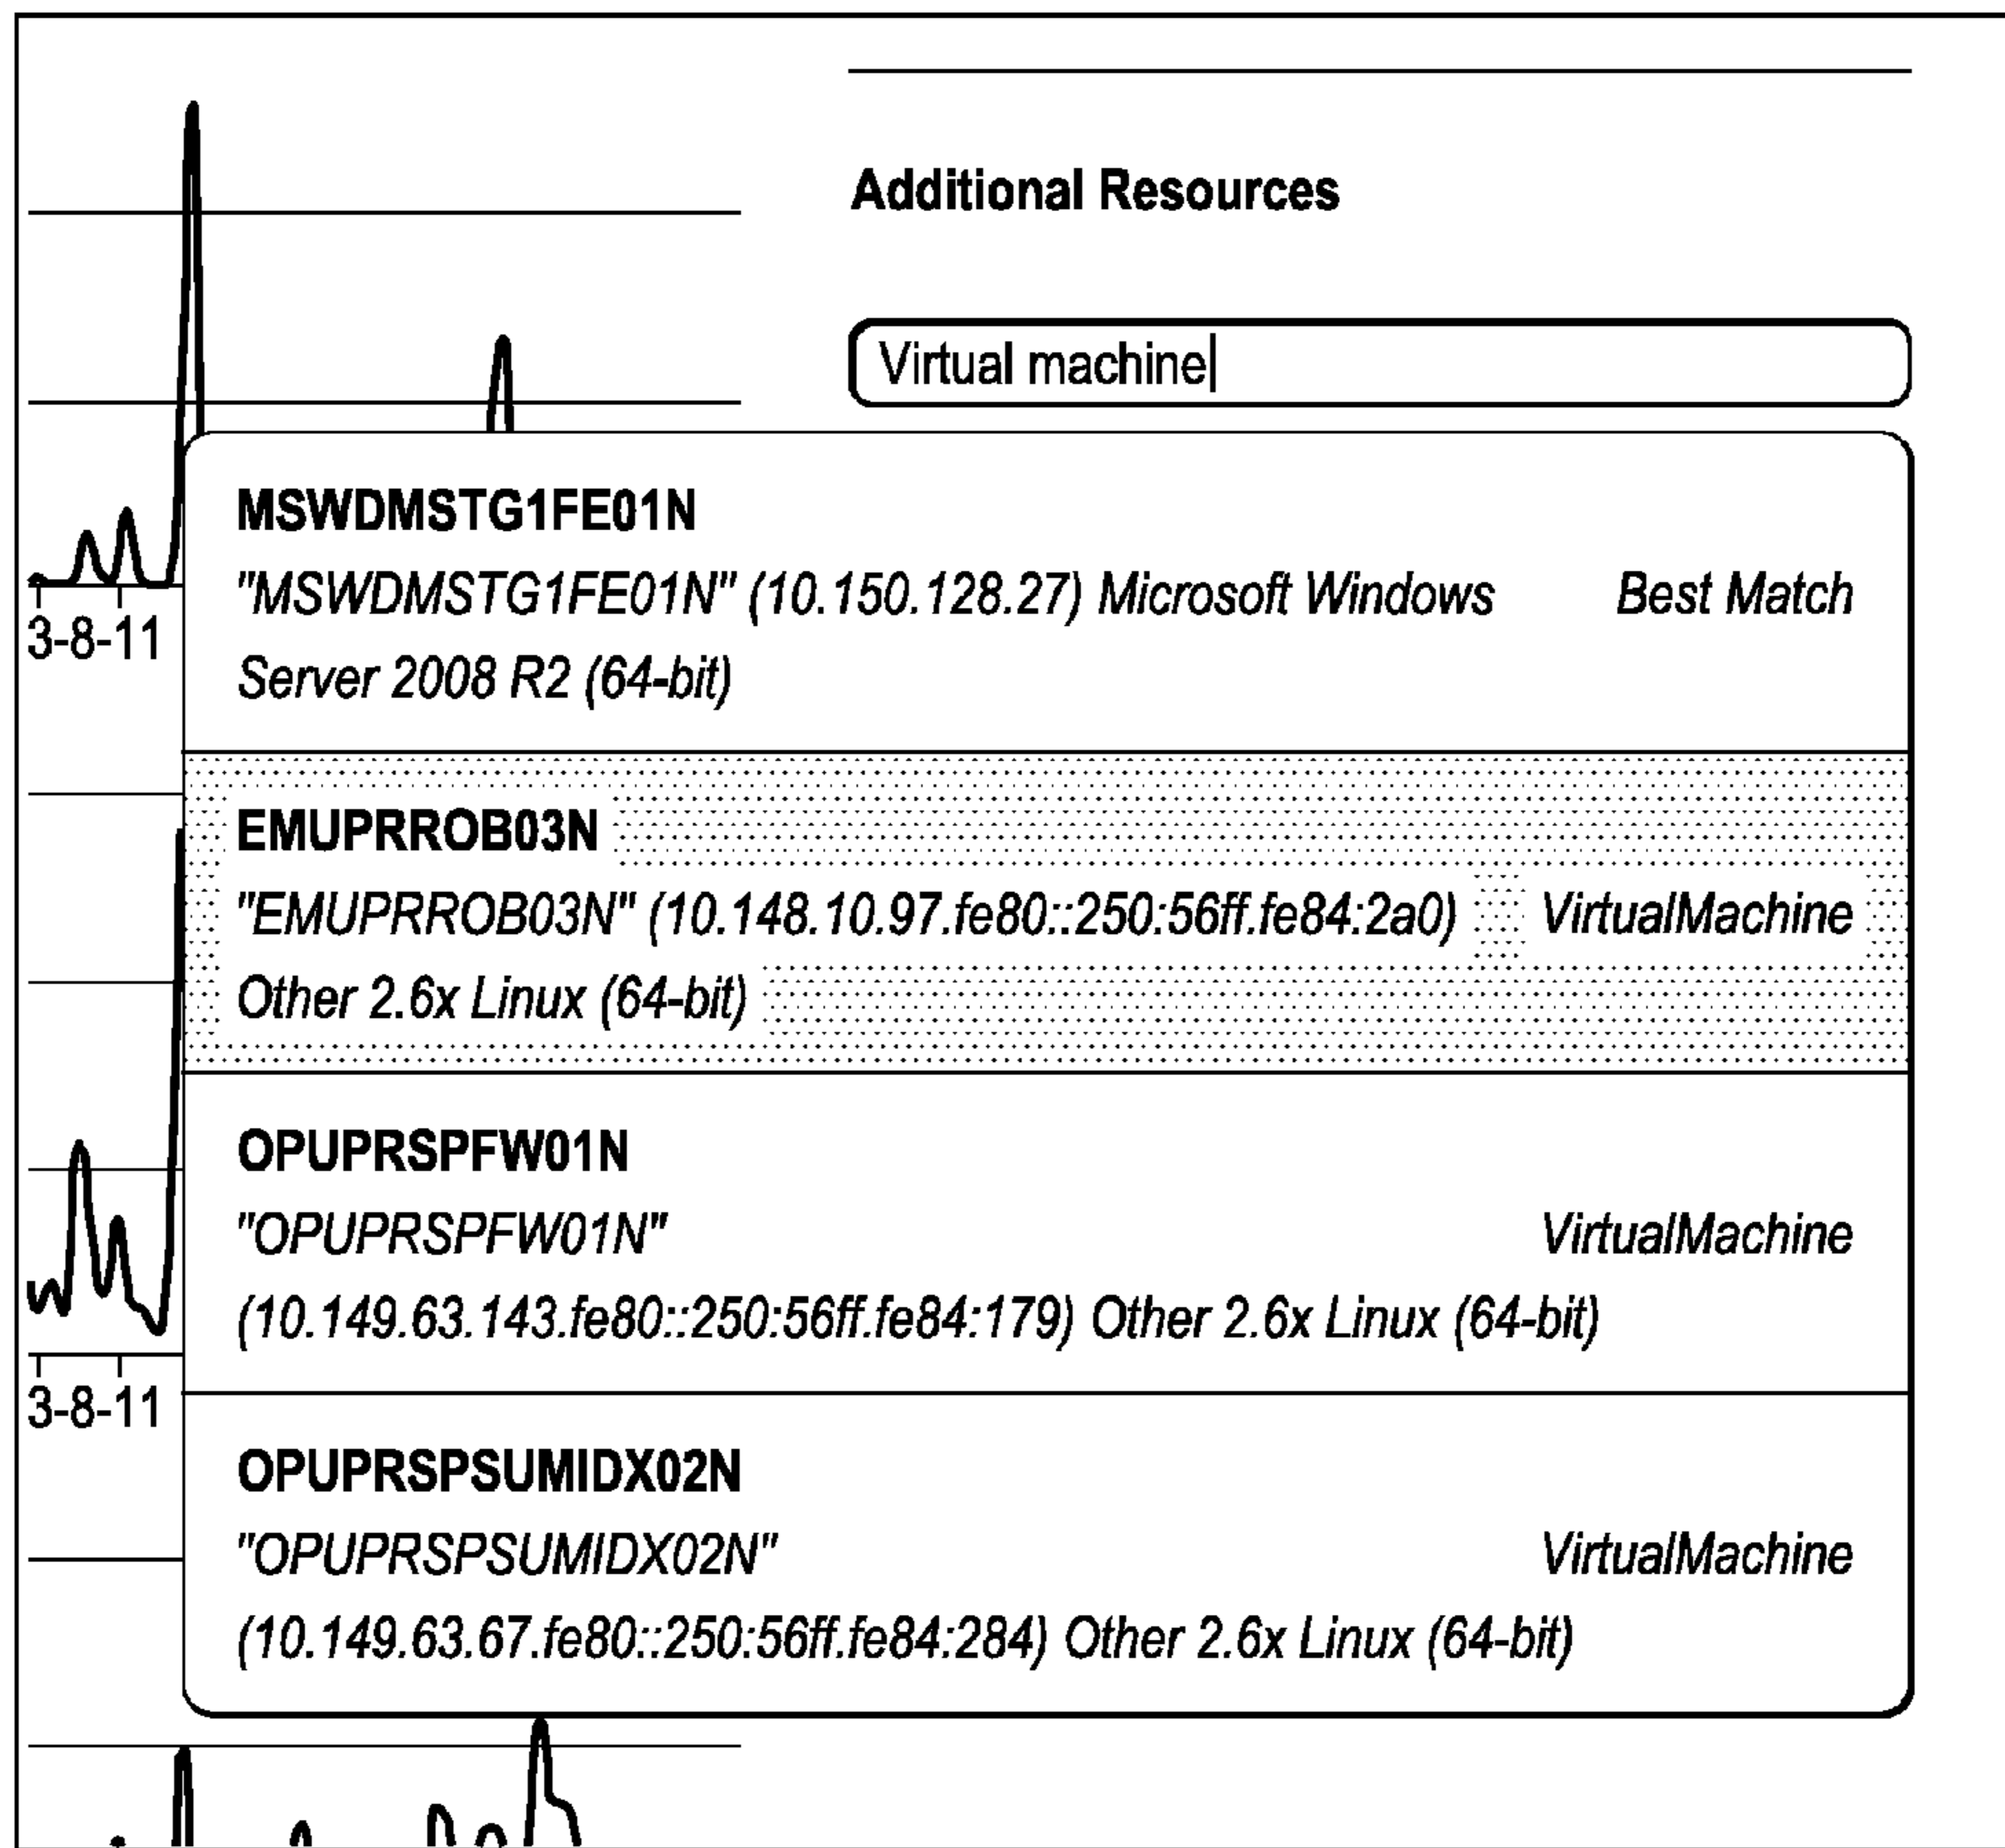 Additional Resources
Virtual machine
MSWDMSTG1FE01N
"MSWDMSTG1FE01N" (10.150.128.27) Microsoft Windows Best Match
Server 2008 R2 (64-bit)
3-8-11
EMUPRROB03N
"EMUPRROB03N" (10.148.10.97.fe80::250:56ff.fe84:2a0) VirtualMachine
Other 2.6x Linux (64-bit)
OPUPRSPFW01N
"OPUPRSPFW01N" VirtualMachine
(10.149.63.143.fe80::250:56ff.fe84:179) Other 2.6x Linux (64-bit)
3-8-11
OPUPRSPSUMIDX02N
"OPUPRSPSUMIDX02N" VirtualMachine
(10.149.63.67.fe80::250:56ff.fe84:284) Other 2.6x Linux (64-bit)